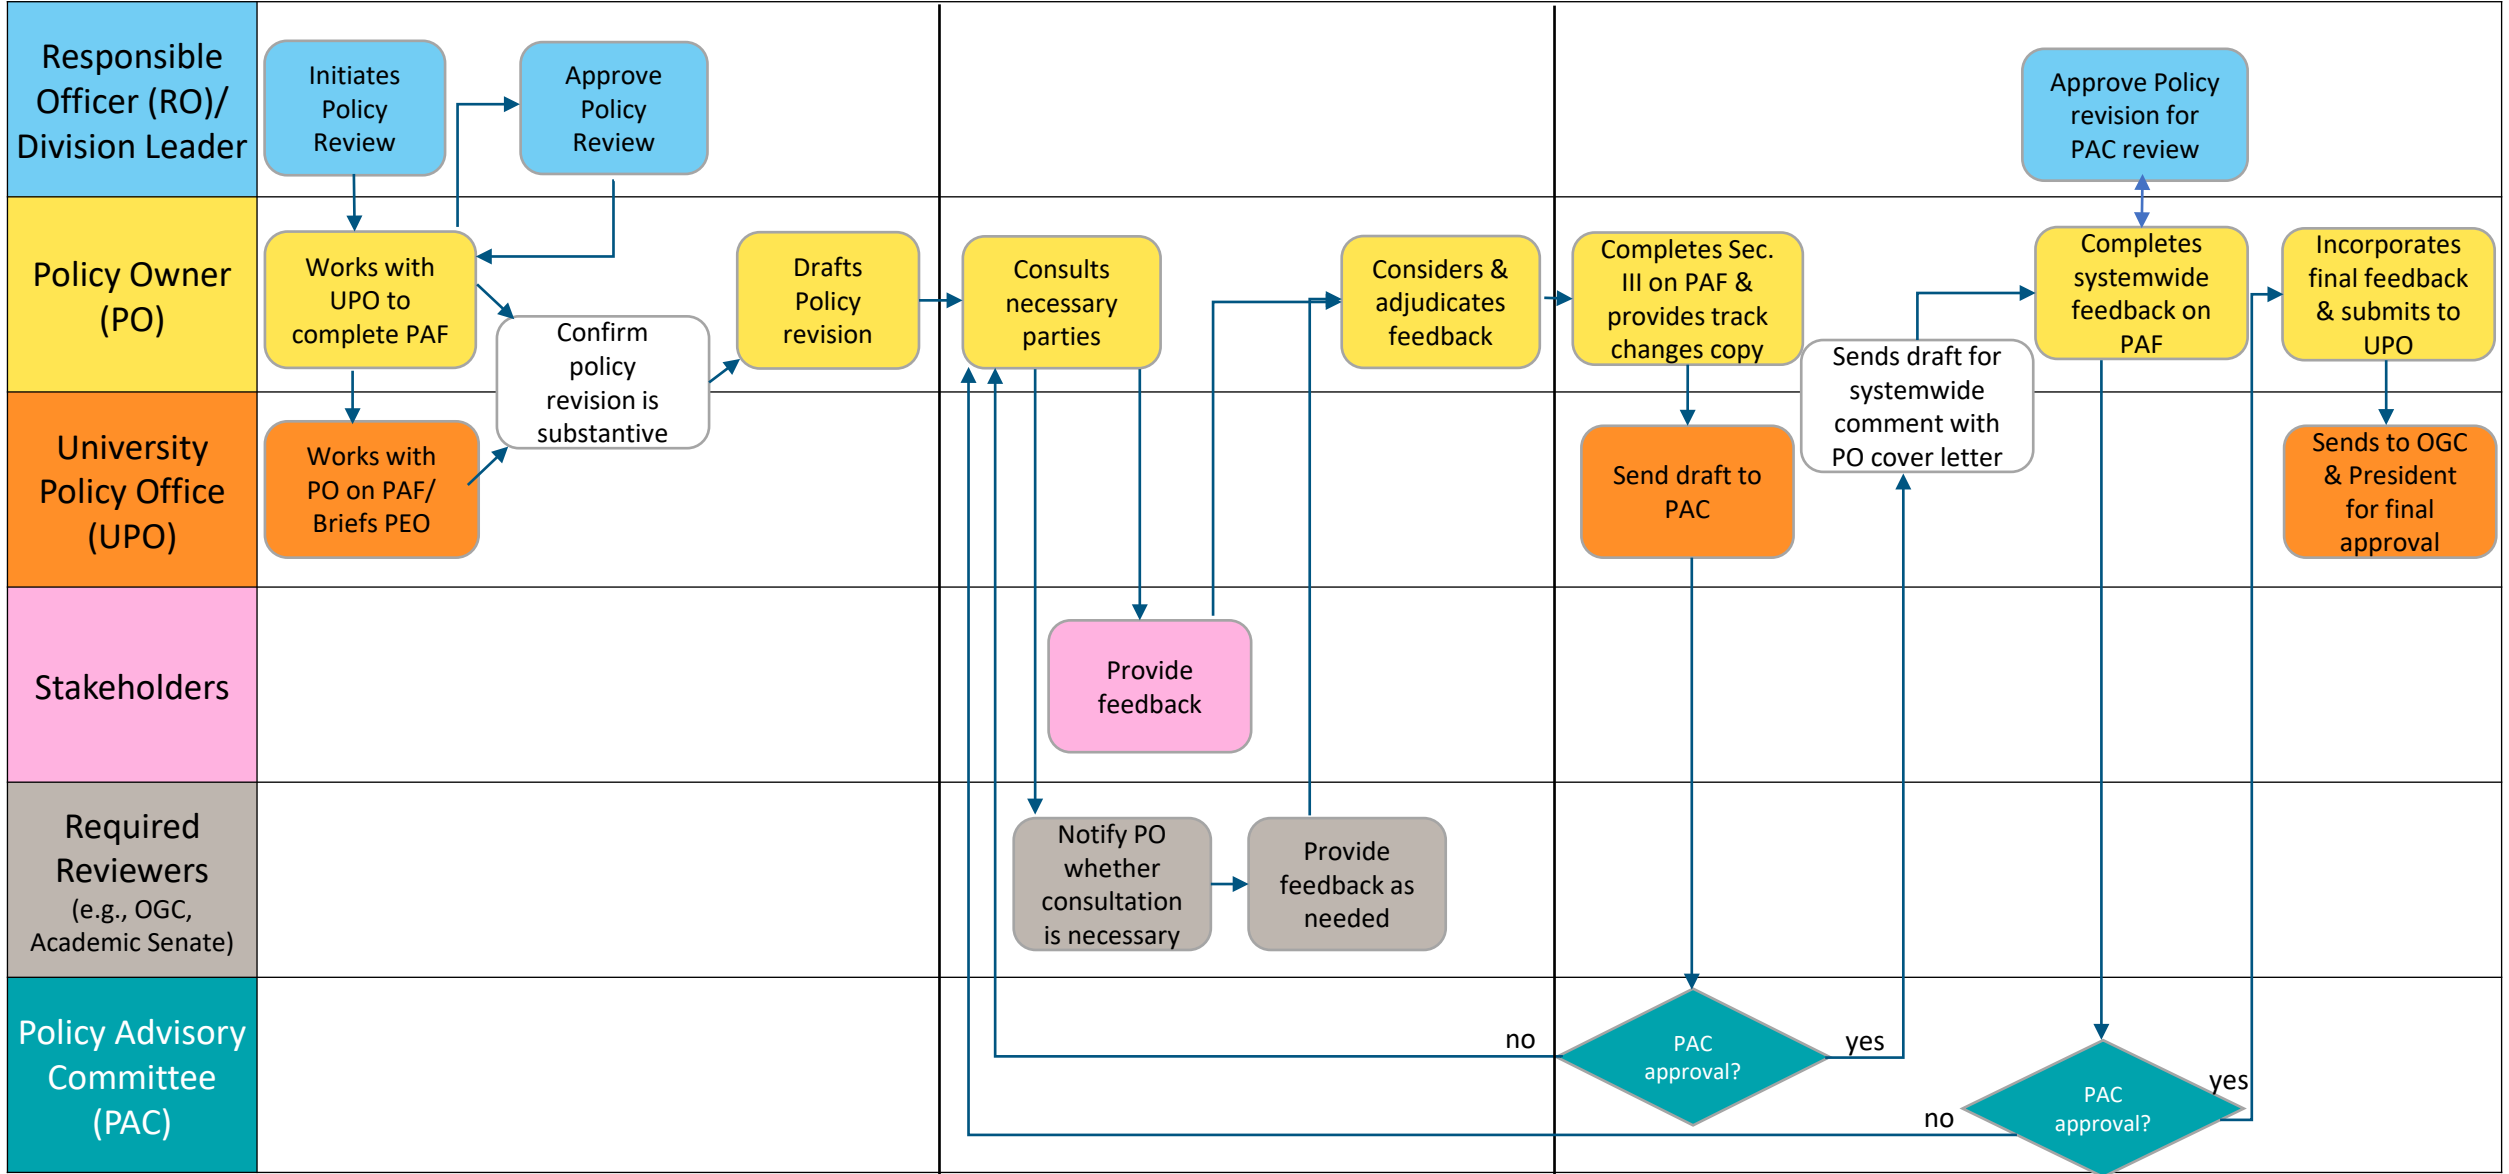 Responsible
Officer (RO)/
Division Leader
Initiates
Policy
Review
Approve
Policy
Review
Approve Policy
revision for
PAC review
Policy Owner
(PO)
Works with
UPO to
complete PAF
Confirm
policy
revision is
substantive
Drafts
Policy
revision
Consults
necessary
parties
Considers &
adjudicates
feedback
Completes Sec.
III on PAF &
provides track
changes copy
Sends draft for
systemwide
comment with
PO cover letter
Completes
systemwide
feedback on
PAF
Incorporates
final feedback
& submits to
UPO
University
Policy Office
(UPO)
Works with
PO on PAF/
Briefs PEO
Send draft to
PAC
Sends to OGC
& President
for final
approval
Stakeholders
Provide
feedback
Required
Reviewers
(e.g., OGC,
Academic Senate)
Notify PO
whether
consultation
is necessary
Provide
feedback as
needed
Policy Advisory
Committee
(PAC)
no
PAC
approval?
yes
no
PAC
approval?
yes